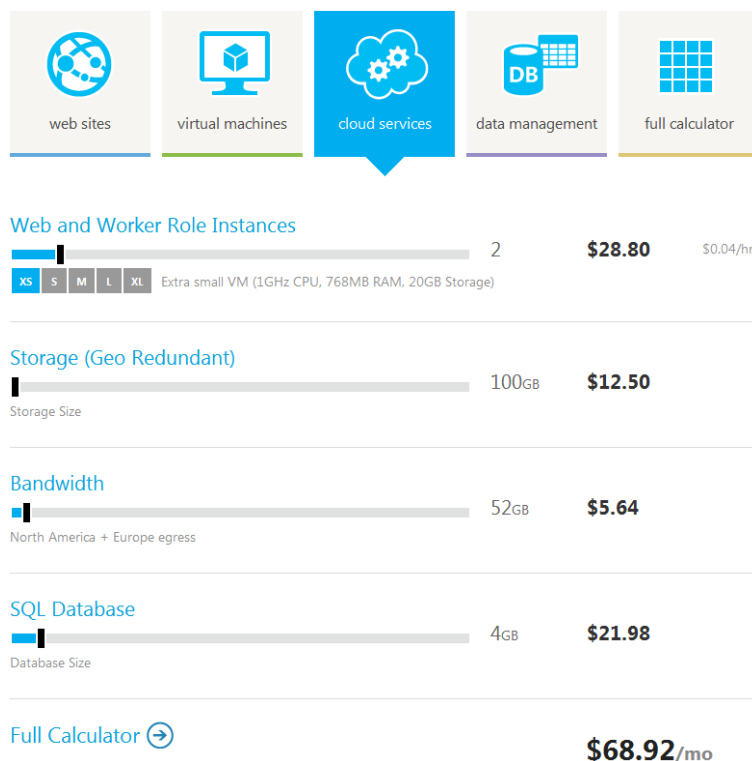 DB
web sites
virtual machines
cloud services
data management
full calculator
Web and Worker Role Instances
2 $28.80 $0.04/hr
XS S M L XL Extra small VM (1GHz CPU, 768MB RAM, 20GB Storage)
Storage (Geo Redundant)
100GB $12.50
Storage Size
Bandwidth
52GB $5.64
North America + Europe egress
SQL Database
4GB $21.98
Database Size
Full Calculator
$68.92/mo